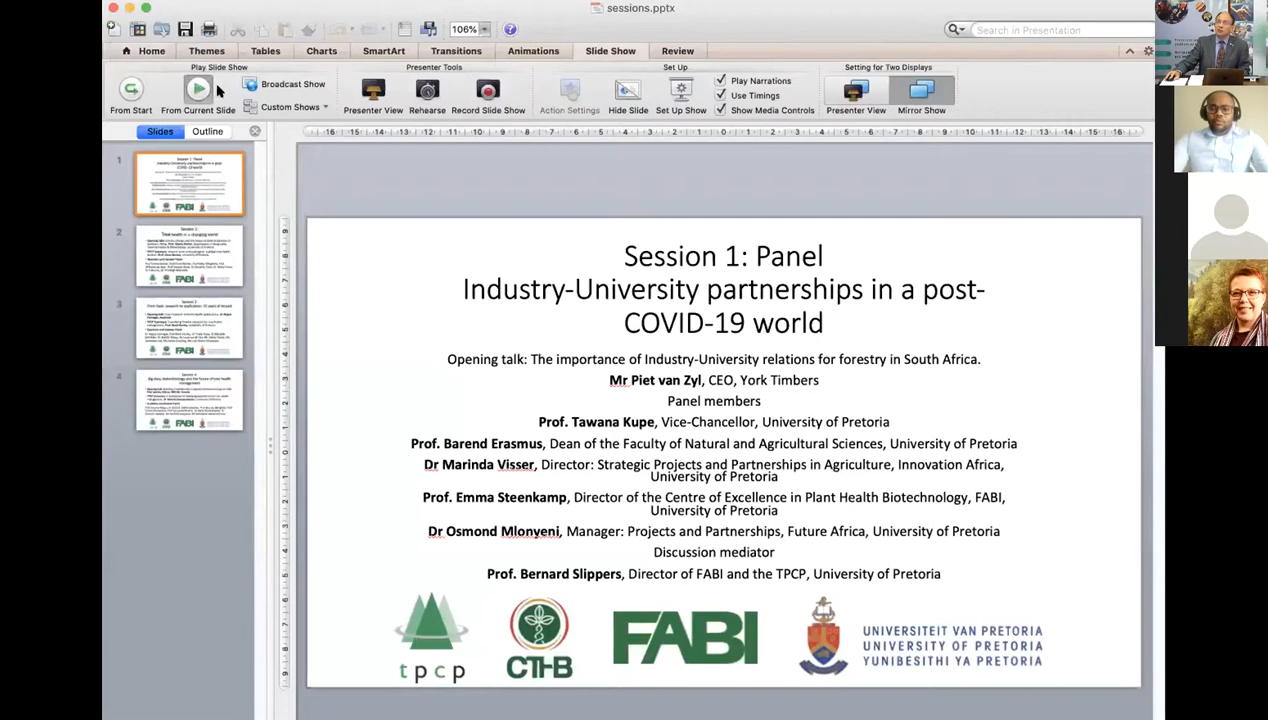 sessions.pptx
106%
Search in Presentation
Home Themes Tables Charts SmartArt Transitions Animations Slide Show Review
Play Slide Show Presenter Tools Set Up Setting for Two Displays
From Start From Current Slide
Broadcast Show
Custom Shows
Presenter View Rehearse Record Slide Show
Action Settings Hide Slide Set Up Show
Play Narrations
Use Timings
Show Media Controls
Presenter View Mirror Show
Slides Outline
1
2
3
4
Session 1: Panel
Industry-University partnerships in a post-
COVID-19 world
Opening talk: The importance of Industry-University relations for forestry in South Africa.
Mr Piet van Zyl, CEO, York Timbers
Panel members
Prof. Tawana Kupe, Vice-Chancellor, University of Pretoria
Prof. Barend Erasmus, Dean of the Faculty of Natural and Agricultural Sciences, University of Pretoria
Dr Marinda Visser, Director: Strategic Projects and Partnerships in Agriculture, Innovation Africa,
University of Pretoria
Prof. Emma Steenkamp, Director of the Centre of Excellence in Plant Health Biotechnology, FABI,
University of Pretoria
Dr Osmond Mlonyeni, Manager: Projects and Partnerships, Future Africa, University of Pretoria
Discussion mediator
Prof. Bernard Slippers, Director of FABI and the TPCP, University of Pretoria
tpcp
CTHB
FABI
UNIVERSITEIT VAN PRETORIA
UNIVERSITY OF PRETORIA
YUNIBESITHI YA PRETORIA